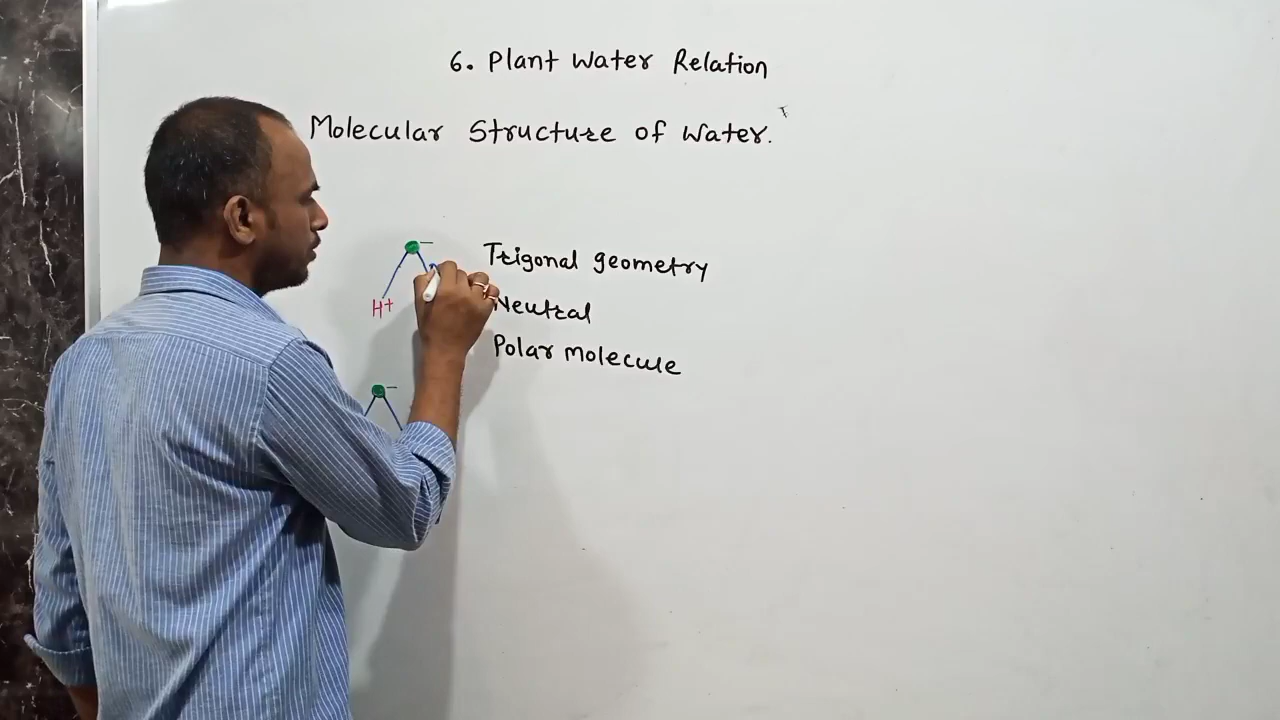 6. Plant Water Relation
Molecular Structure of Water.
Trigonal geometry
Neutral
Polar molecule
H+